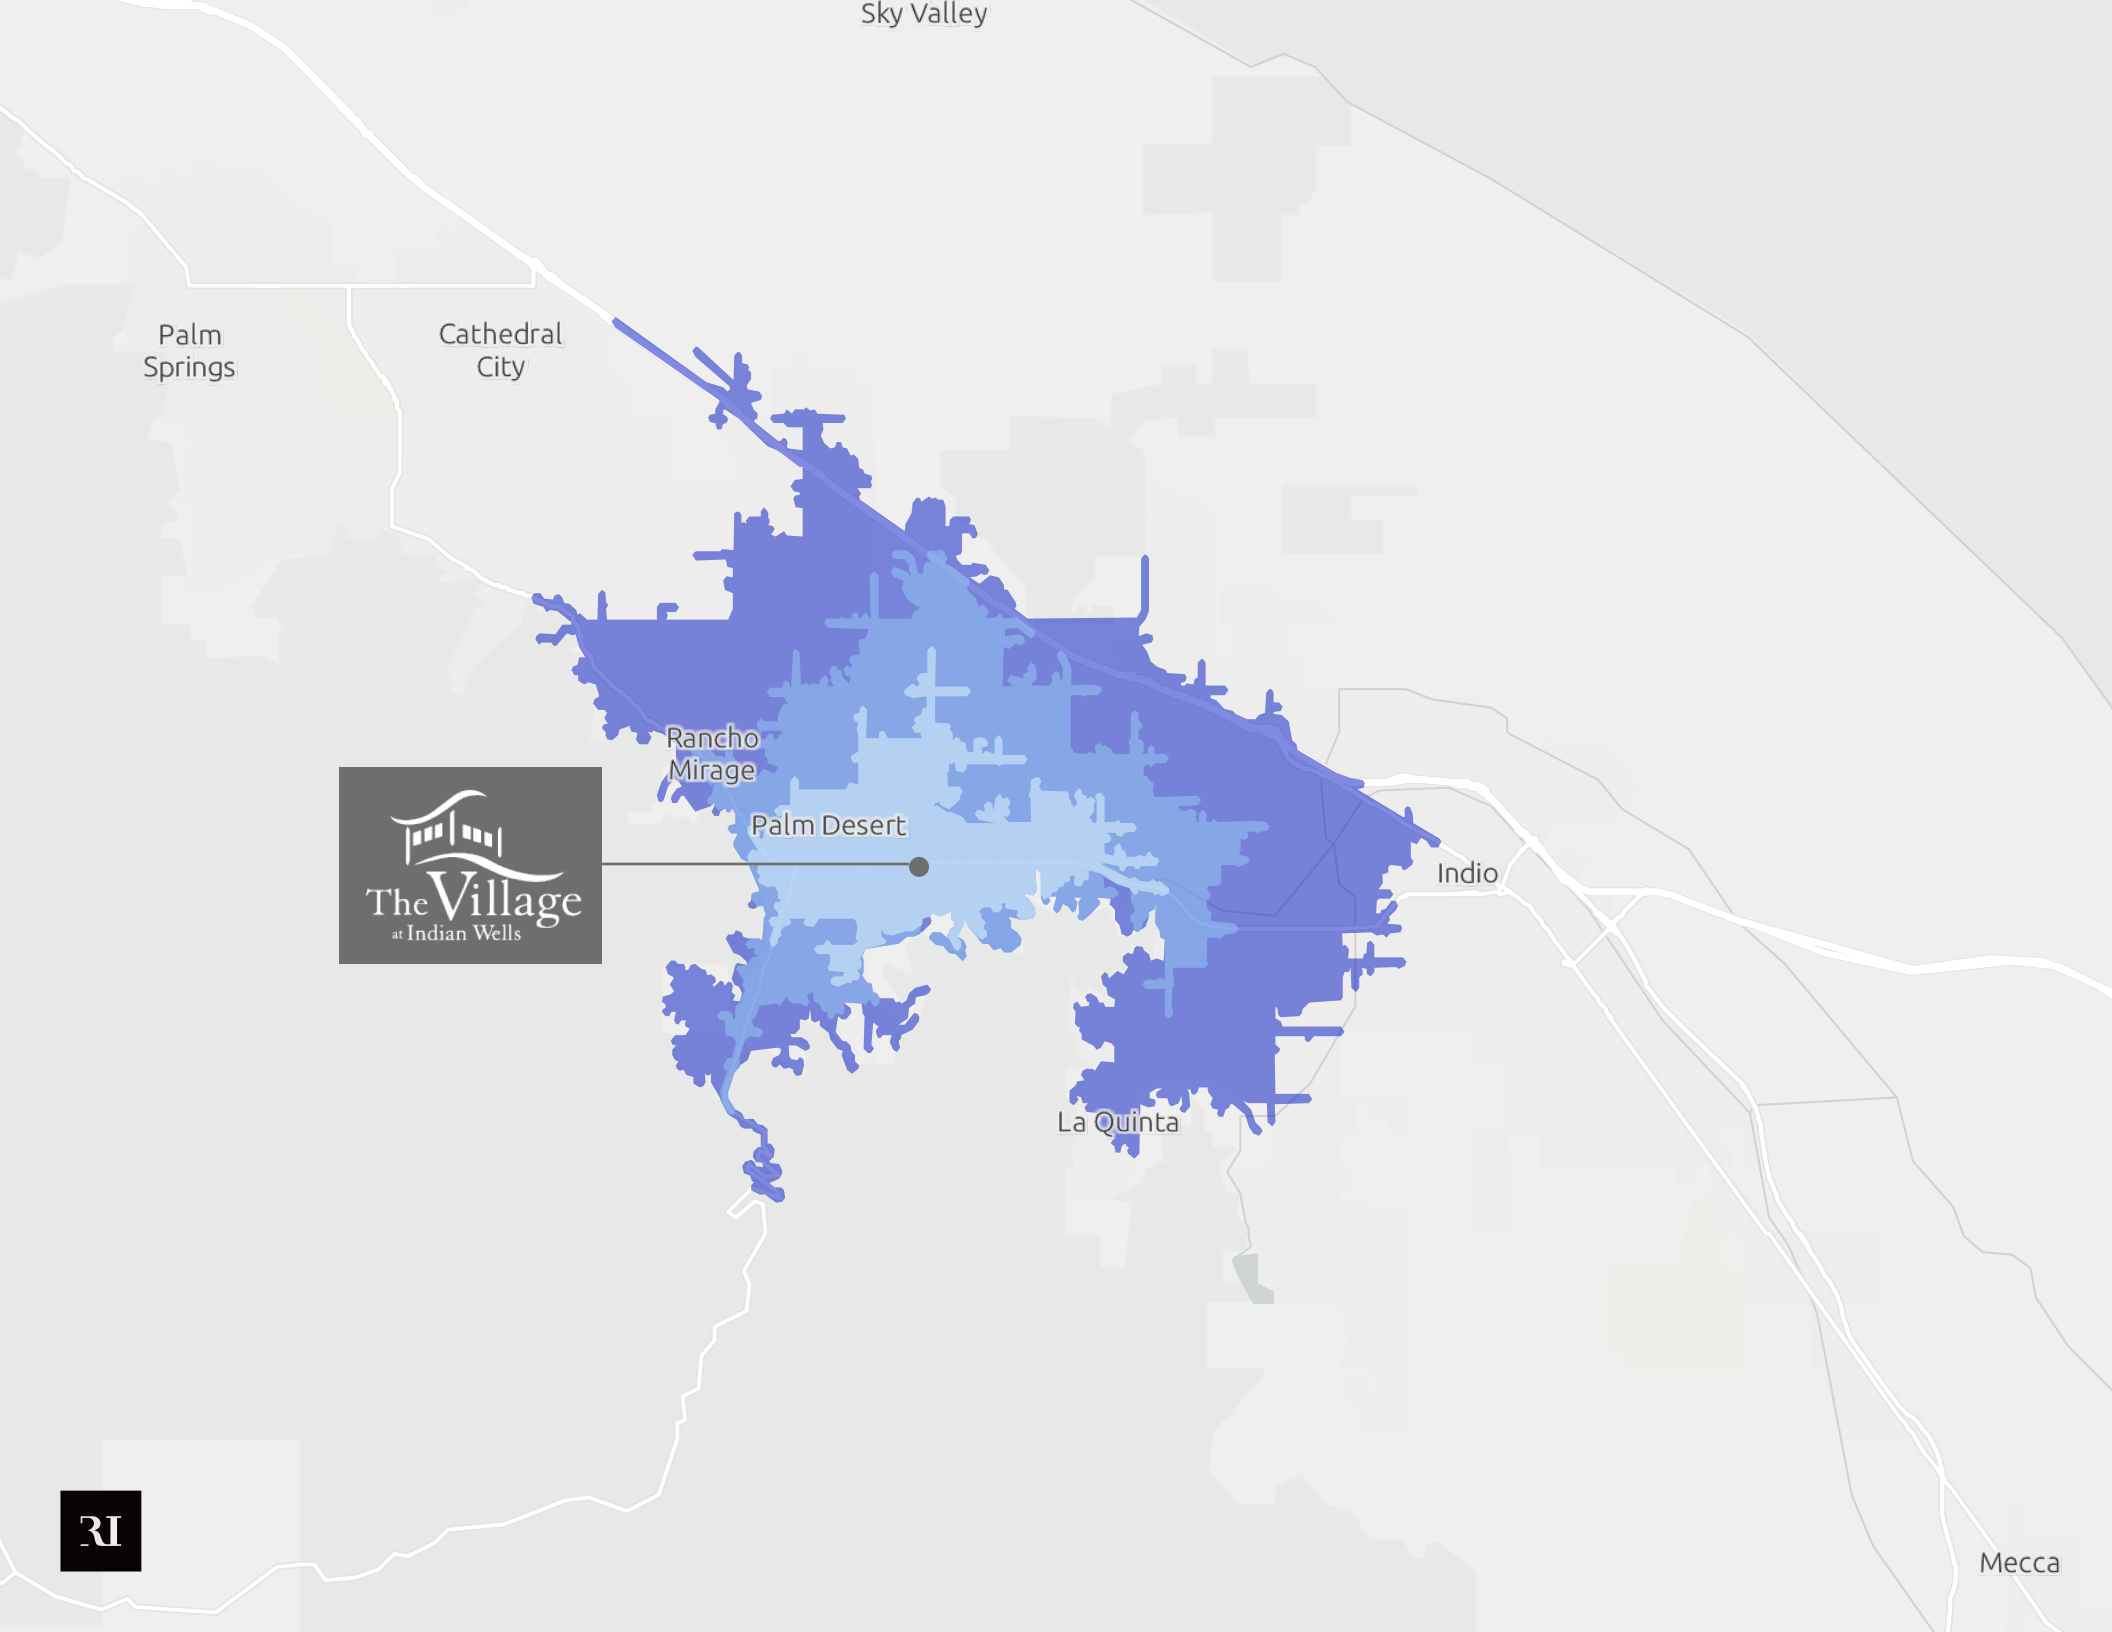 Sky Valley
Palm
Springs
Cathedral
City
Rancho
Mirage
Palm Desert
The Village
at Indian Wells
Indio
La Quinta
RI
Mecca